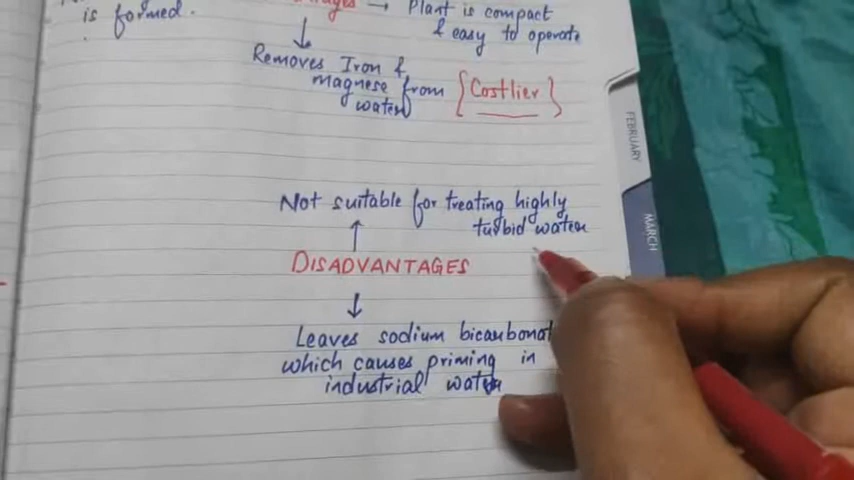 is formed.
→ Plant is compact
& easy to operate
Removes Iron &
magnese from
water
{Costlier}
FEBRUARY
MARCH
Not suitable for treating highly
turbid water
DISADVANTAGES
Leaves sodium bicarbonat
which causes priming in
industrial water